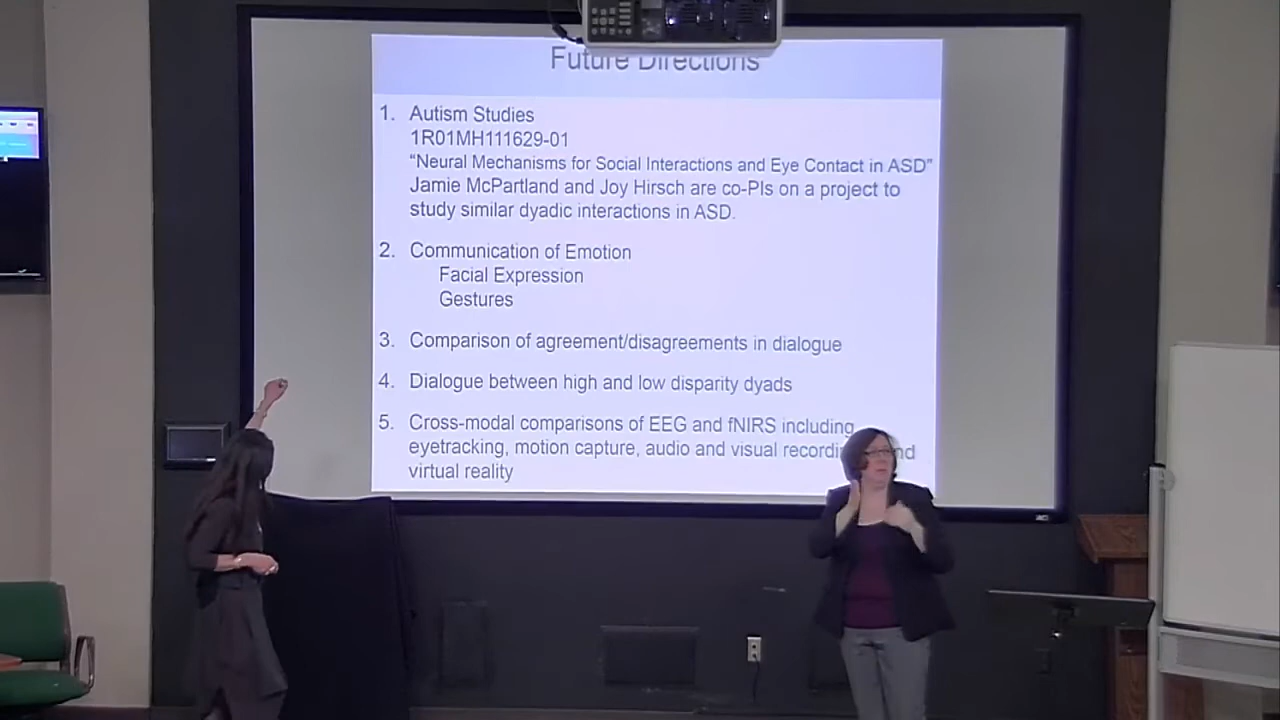 Future Directions
1. Autism Studies
1R01MH111629-01
“Neural Mechanisms for Social Interactions and Eye Contact in ASD”
Jamie McPartland and Joy Hirsch are co-PIs on a project to
study similar dyadic interactions in ASD.
2. Communication of Emotion
Facial Expression
Gestures
3. Comparison of agreement/disagreements in dialogue
4. Dialogue between high and low disparity dyads
5. Cross-modal comparisons of EEG and fNIRS including
eyetracking, motion capture, audio and visual
virtual reality